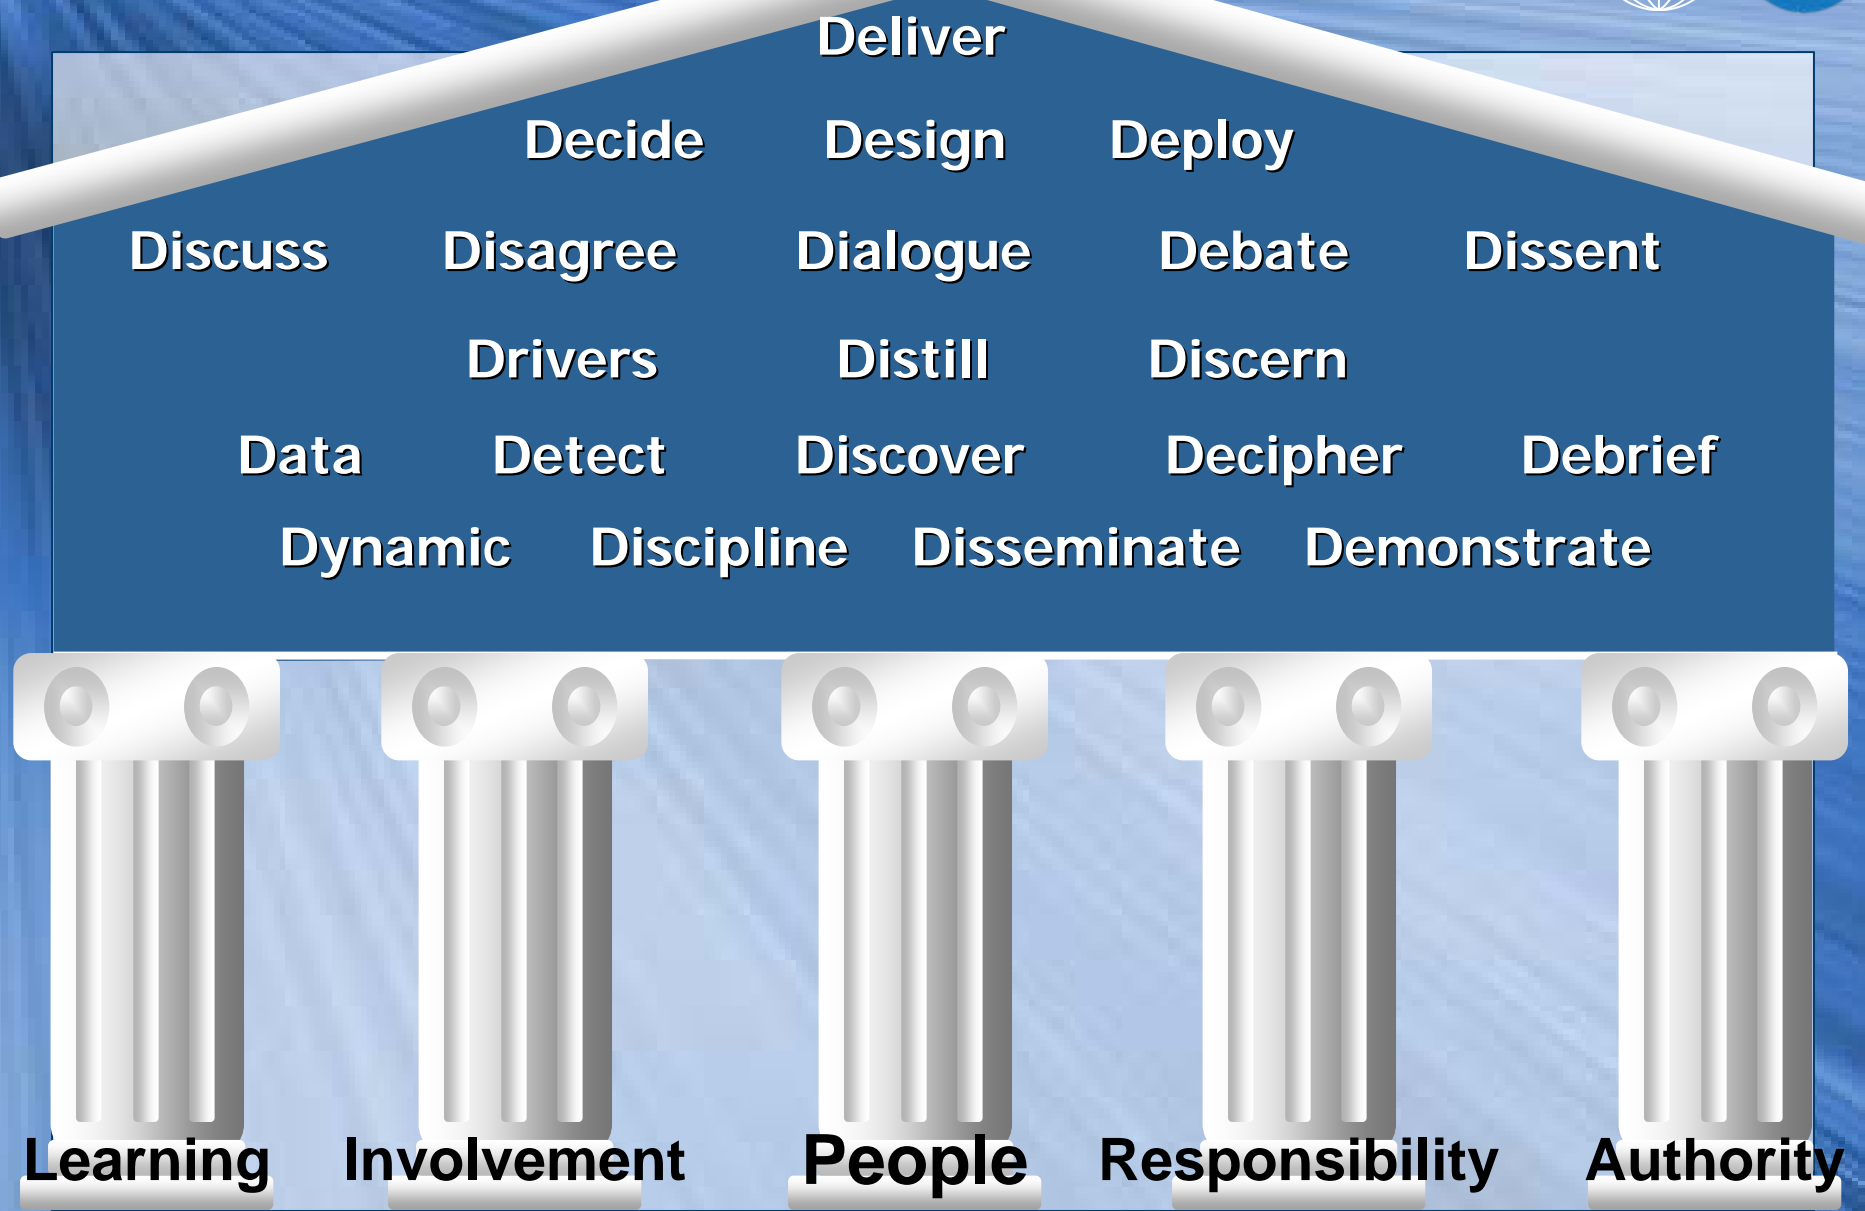 Deliver
Decide Design Deploy
Discuss Disagree Dialogue Debate Dissent
Drivers Distill Discern
Data Detect Discover Decipher Debrief
Dynamic Discipline Disseminate Demonstrate
Learning Involvement People Responsibility Authority